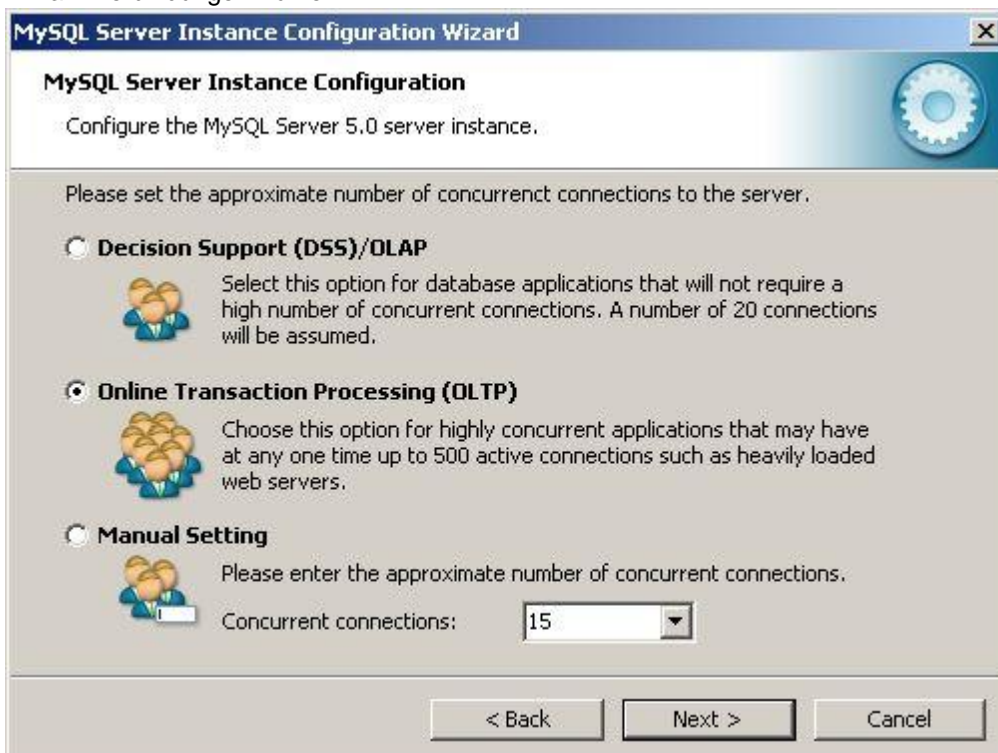 MySQL Server Instance Configuration Wizard
MySQL Server Instance Configuration
Configure the MySQL Server 5.0 server instance.
Please set the approximate number of concurrenct connections to the server.
Decision Support (DSS)/OLAP
Select this option for database applications that will not require a
high number of concurrent connections. A number of 20 connections
will be assumed.
Online Transaction Processing (OLTP)
Choose this option for highly concurrent applications that may have
at any one time up to 500 active connections such as heavily loaded
web servers.
Manual Setting
Please enter the approximate number of concurrent connections.
Concurrent connections: 15
< Back Next > Cancel